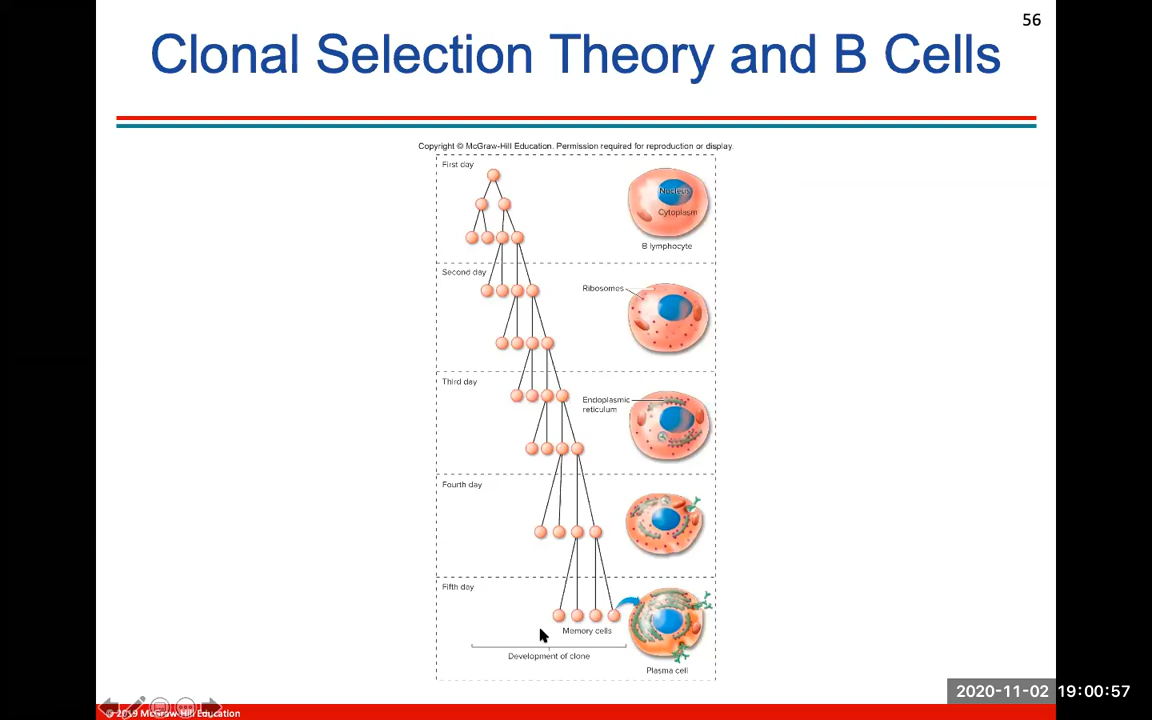 56
Clonal Selection Theory and B Cells
Copyright © McGraw-Hill Education. Permission required for reproduction or display.
First day
Nucleus
Cytoplasm
B lymphocyte
Second day
Ribosomes
Third day
Endoplasmic
reticulum
Fourth day
Fifth day
Memory cells
Development of clone
Plasma cell
2020-11-02 19:00:57
© 2019 McGraw-Hill Education